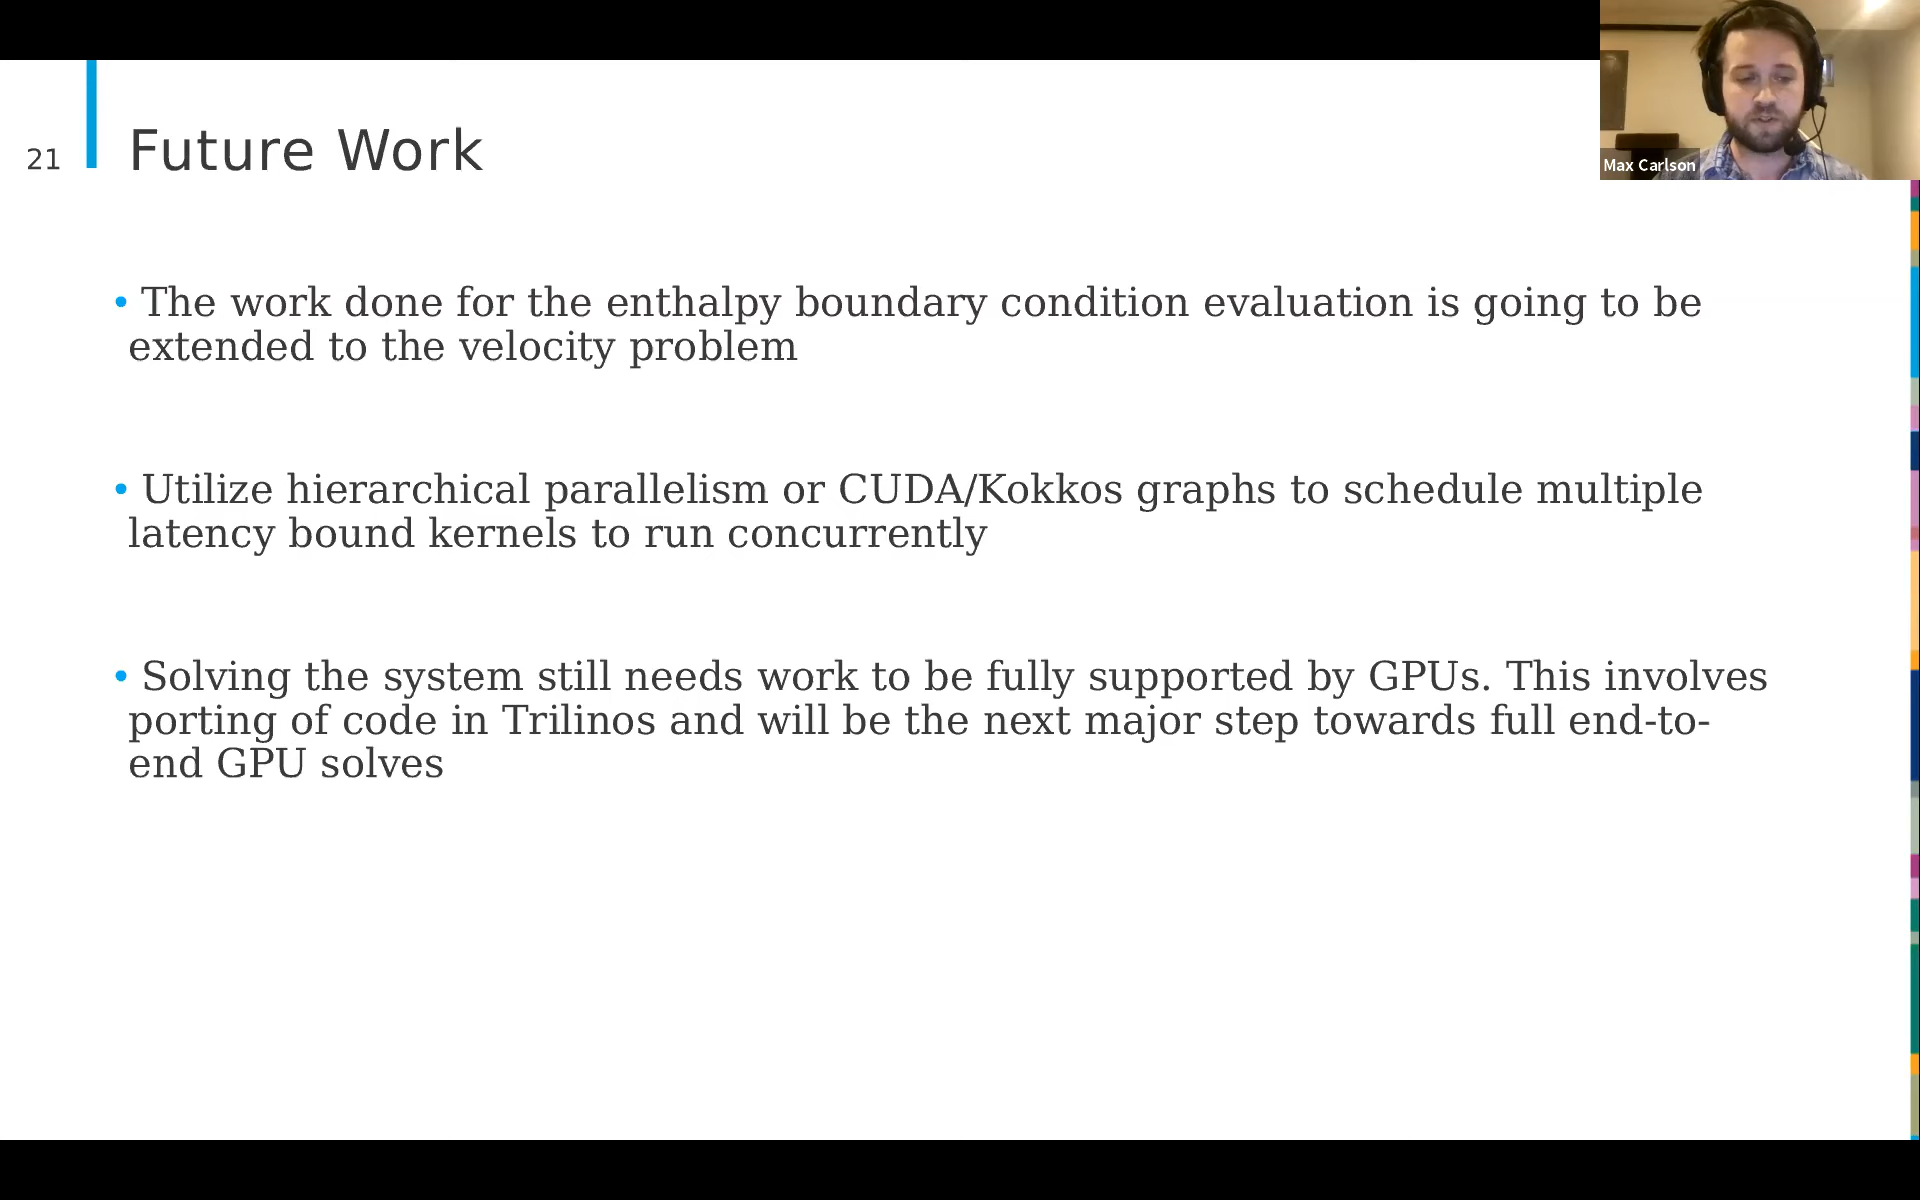 Max Carlson
21
Future Work
• The work done for the enthalpy boundary condition evaluation is going to be
extended to the velocity problem
• Utilize hierarchical parallelism or CUDA/Kokkos graphs to schedule multiple
latency bound kernels to run concurrently
• Solving the system still needs work to be fully supported by GPUs. This involves
porting of code in Trilinos and will be the next major step towards full end-to-
end GPU solves